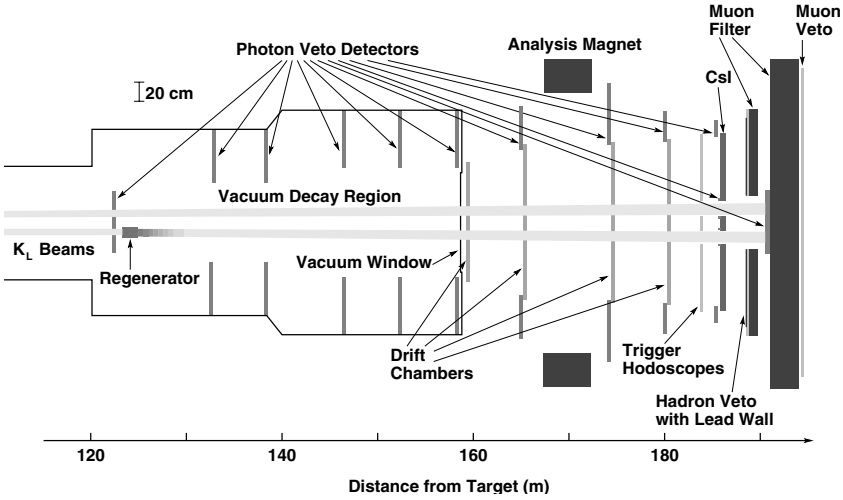 Muon
Filter
Muon
Veto
Photon Veto Detectors
Analysis Magnet
CsI
20 cm
Vacuum Decay Region
K_L Beams
Regenerator
Vacuum Window
Drift
Chambers
Trigger
Hodoscopes
Hadron Veto
with Lead Wall
120
140
160
180
Distance from Target (m)